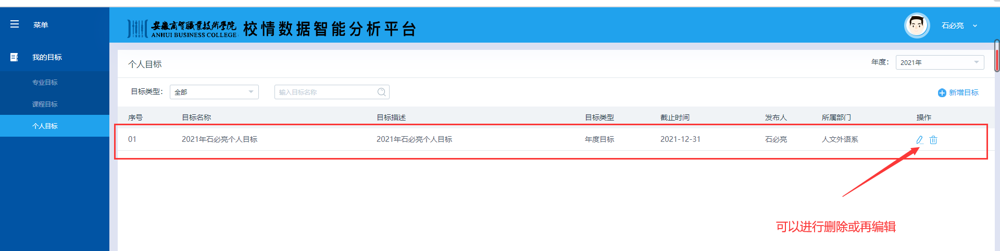 菜单
安徽商贸职业技術學院 校情数据智能分析平台
ANHUI BUSINESS COLLEGE
石必亮
我的目标
专业目标
课程目标
个人目标
个人目标
年度： 2021年
目标类型： 全部 输入目标名称 新增目标
序号 目标名称 目标描述 目标类型 截止时间 发布人 所属部门 操作
01 2021年石必亮个人目标 2021年石必亮个人目标 年度目标 2021-12-31 石必亮 人文外语系
可以进行删除或再编辑